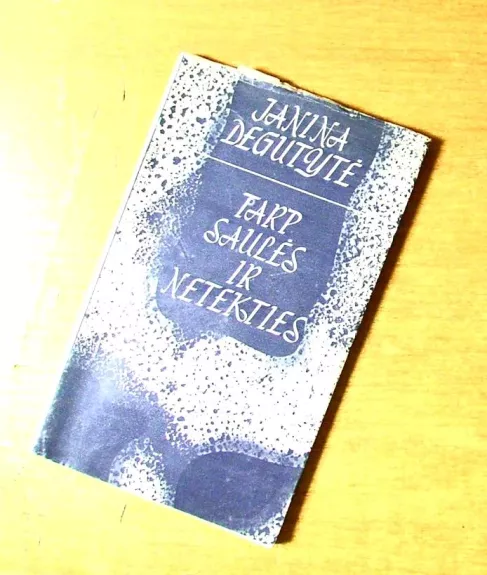 JANINA
DEGUTYTĖ
TARP
SAULĖS
IR
NETEKTIES